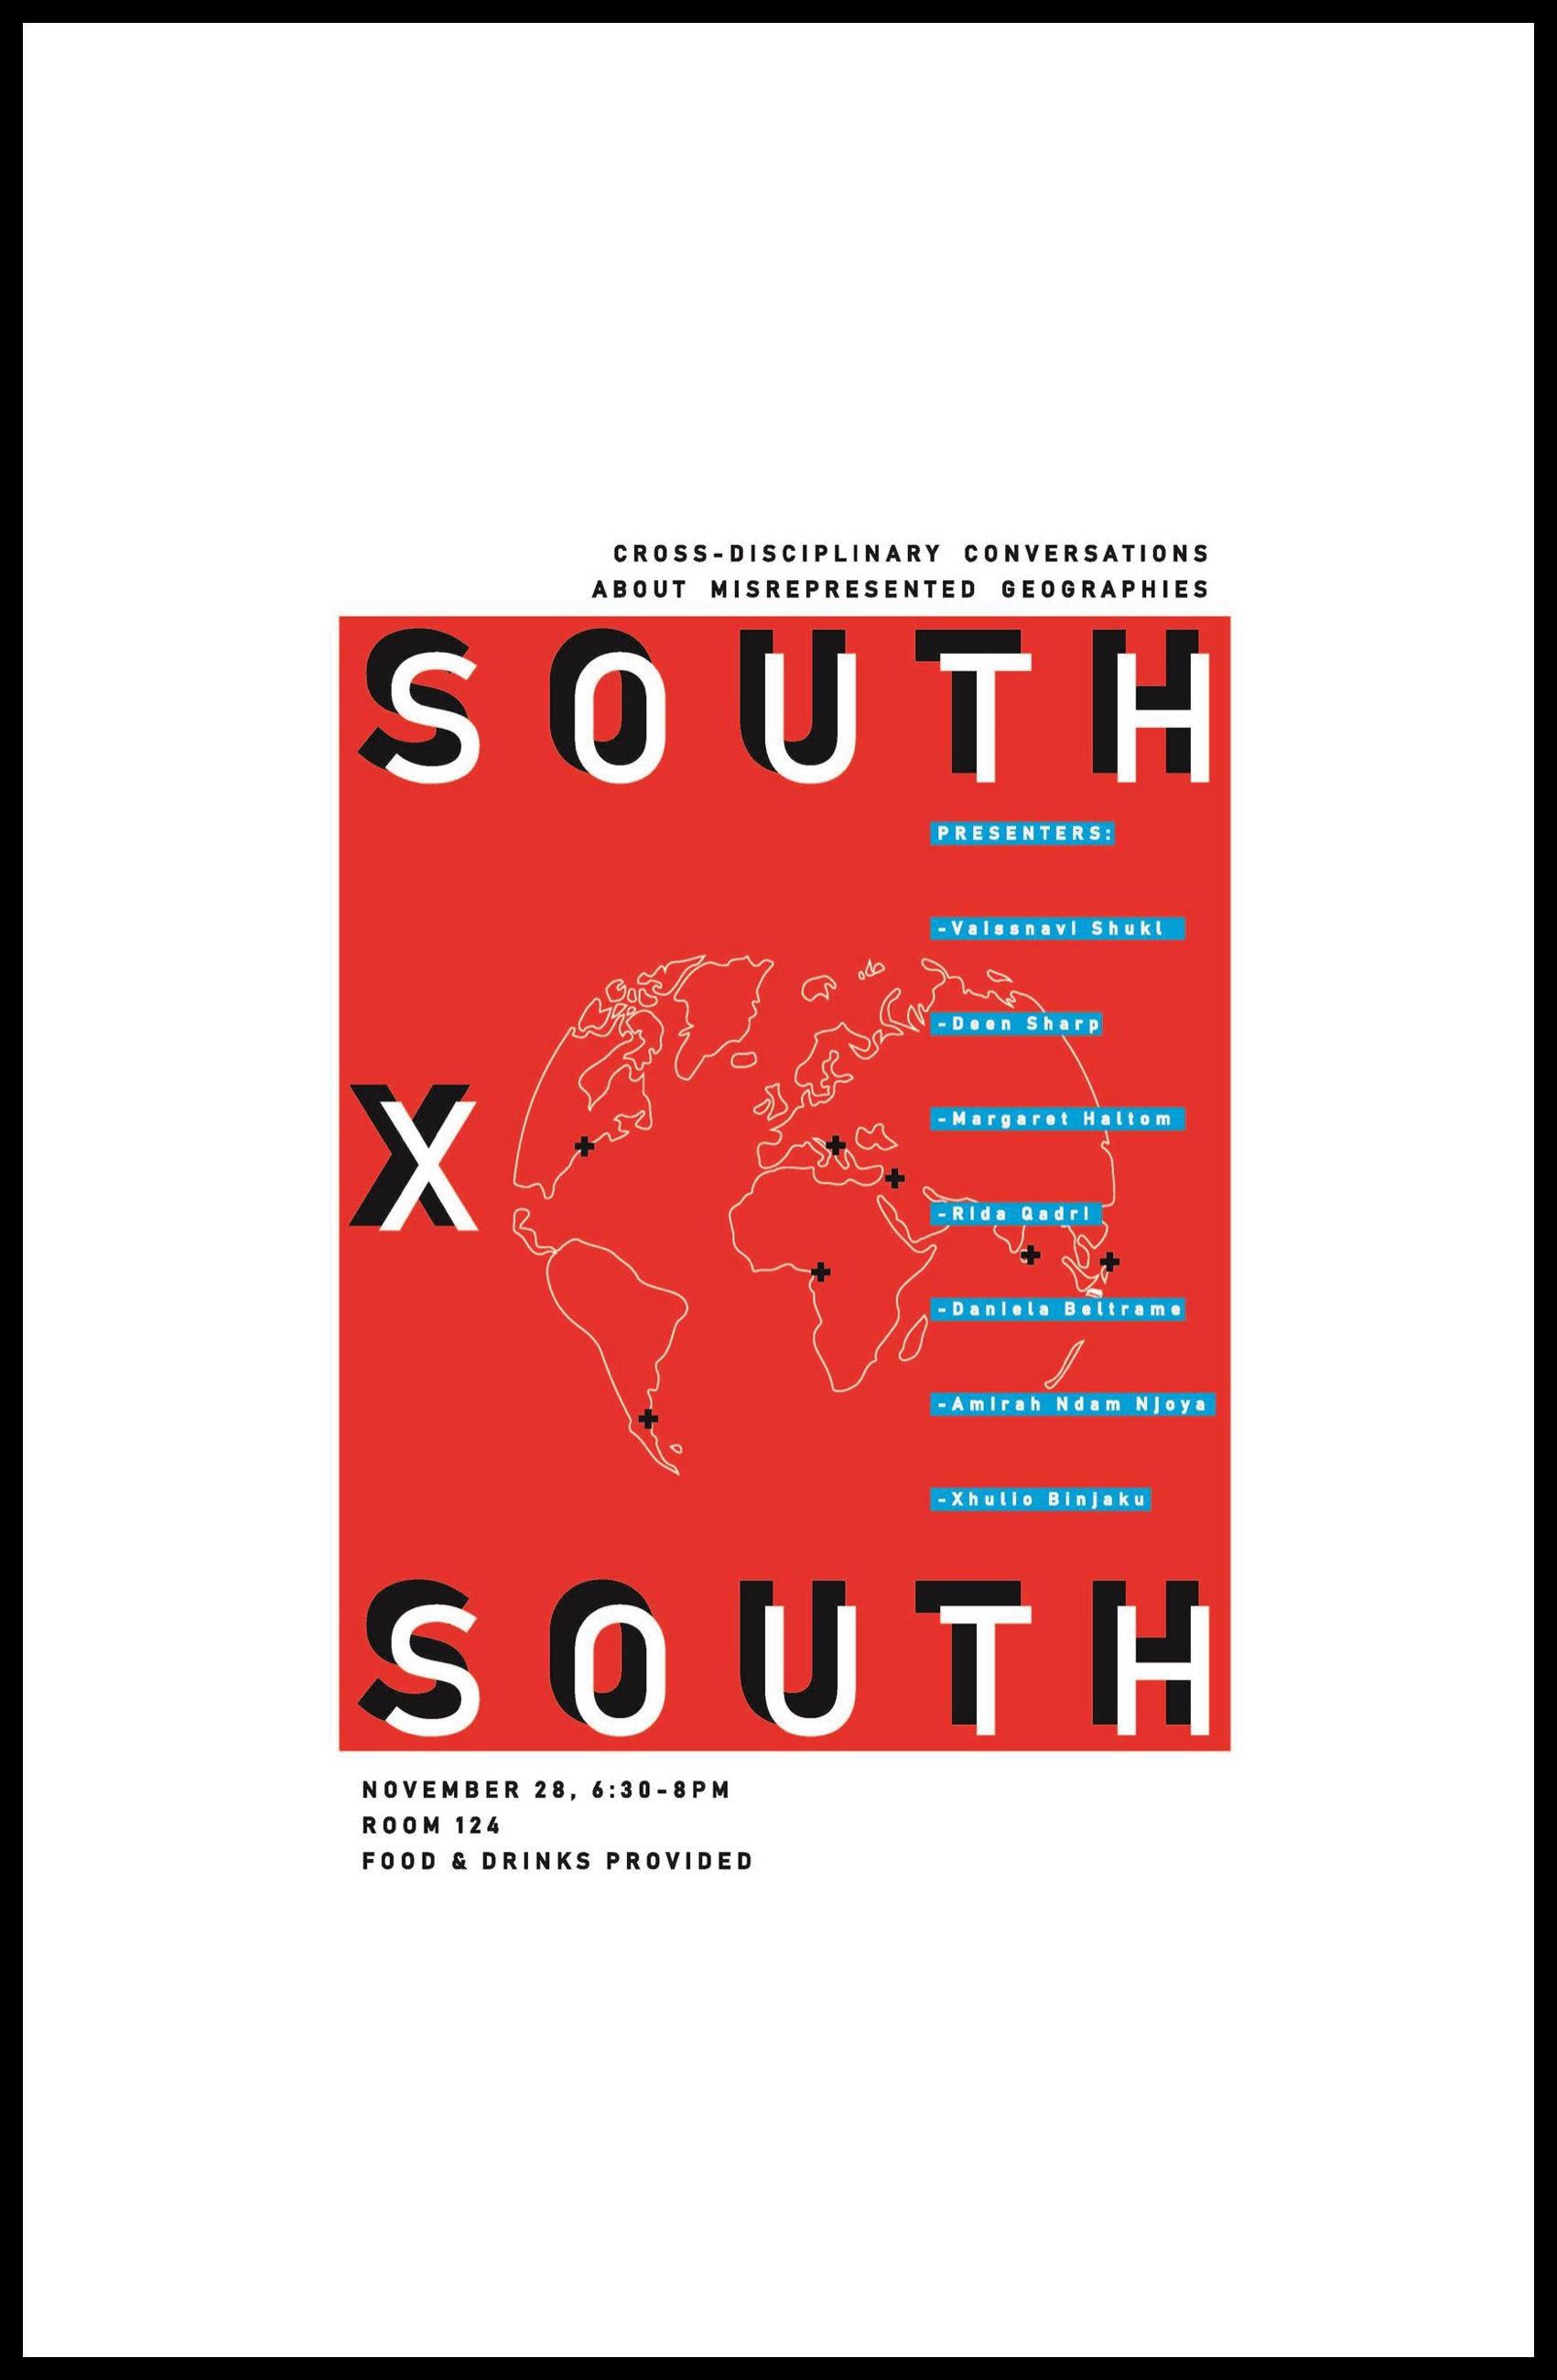 CROSS-DISCIPLINARY CONVERSATIONS
ABOUT MISREPRESENTED GEOGRAPHIES
SOUTH
PRESENTERS:
-Vaissnavi Shukl
-Deen Sharp
-Margaret Haltom
-Rida Qadri
X
-Daniela Beltrame
-Amirah Ndam Njoya
-Xhulio Binjaku
SOUTH
NOVEMBER 28, 6:30-8PM
ROOM 124
FOOD & DRINKS PROVIDED